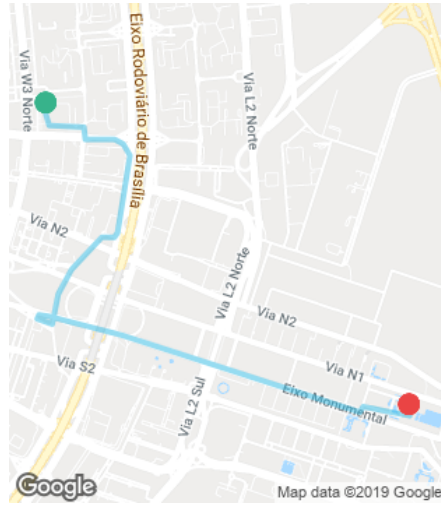 Via W3 Norte
Eixo Rodoviário de Brasília
Via L2 Norte
Via N2
Via L2 Norte
Via N2
Via N1
Via S2
Eixo Monumental
Via L2 Sul
Google
Map data ©2019 Google